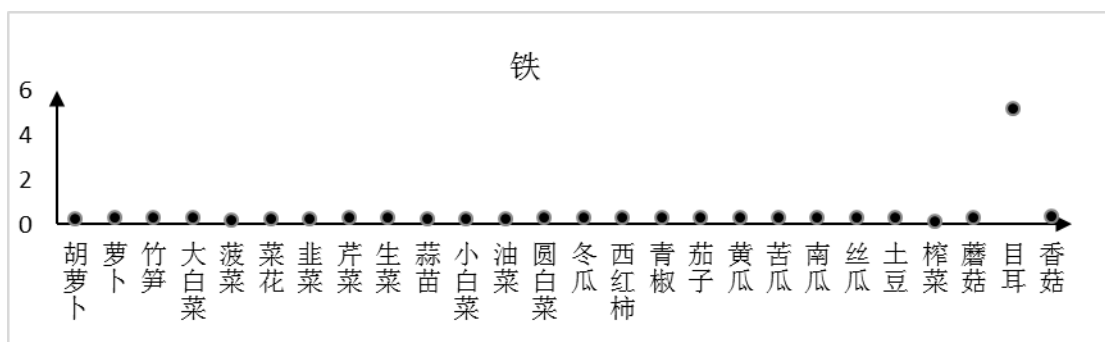 铁
6
4
2
0
胡萝卜
萝卜
竹笋
大白菜
菠菜
菜花
韭菜
芹菜
生菜
蒜苗
小白菜
油菜
圆白菜
冬瓜
西红柿
青椒
茄子
黄瓜
苦瓜
南瓜
丝瓜
土豆
榨菜
蘑菇
目耳
香菇